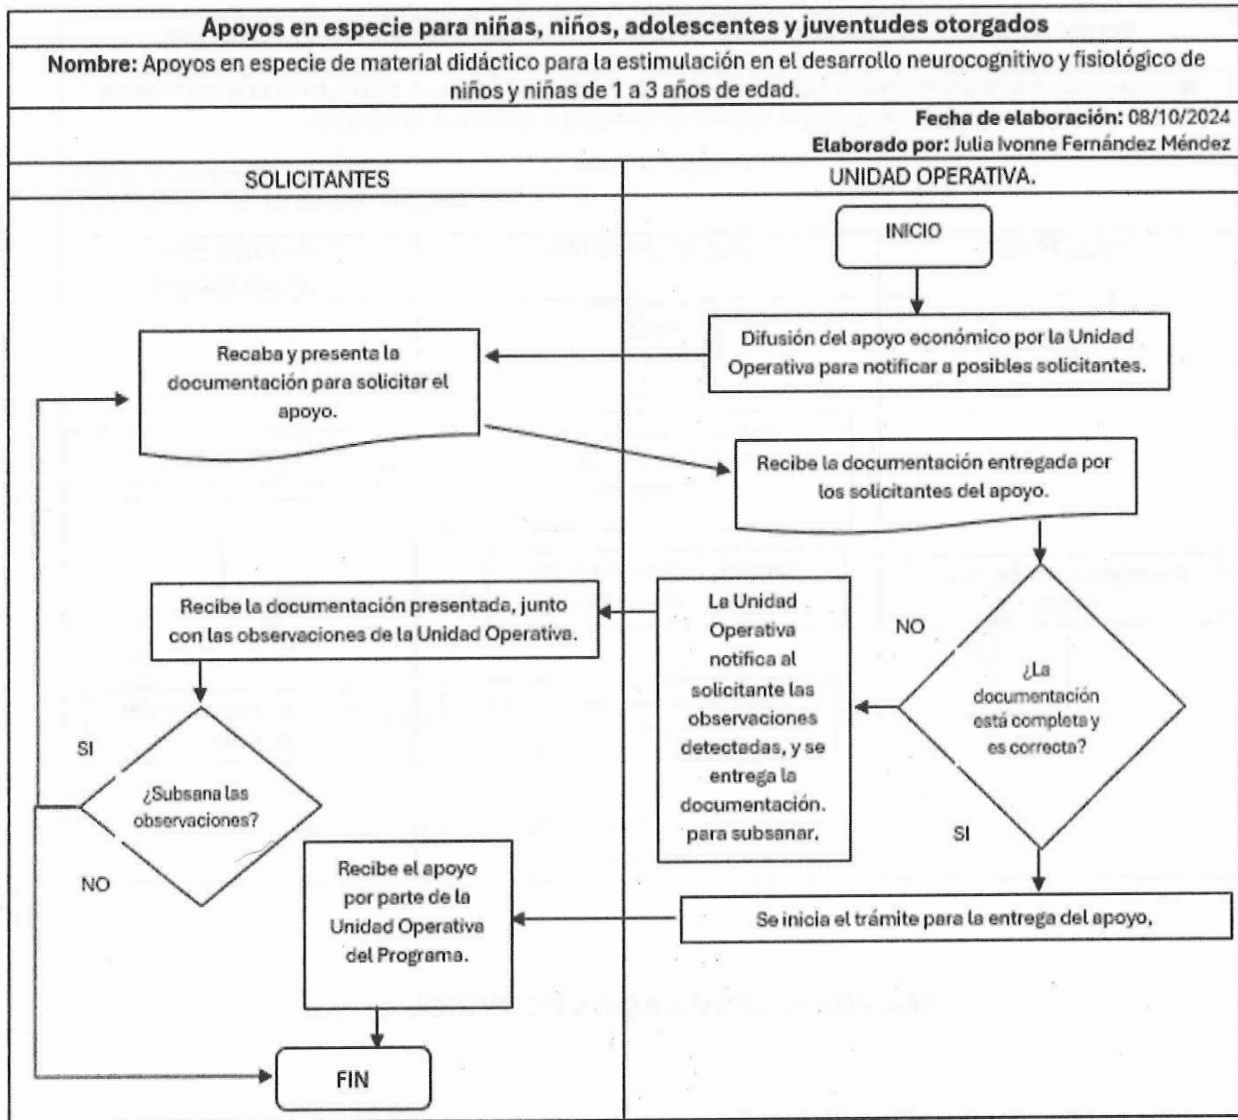 Apoyos en especie para niñas, niños, adolescentes y juventudes otorgados
Nombre: Apoyos en especie de material didáctico para la estimulación en el desarrollo neurocognitivo y fisiológico de
niños y niñas de 1 a 3 años de edad.
Fecha de elaboración: 08/10/2024
Elaborado por: Julia Ivonne Fernández Méndez
SOLICITANTES
UNIDAD OPERATIVA.
INICIO
Difusión del apoyo económico por la Unidad
Operativa para notificar a posibles solicitantes.
Recaba y presenta la
documentación para solicitar el
apoyo.
Recibe la documentación entregada por
los solicitantes del apoyo.
¿La
documentación
está completa y
es correcta?
NO
SI
La Unidad
Operativa
notifica al
solicitante las
observaciones
detectadas, y se
entrega la
documentación.
para subsanar.
Recibe la documentación presentada, junto
con las observaciones de la Unidad Operativa.
SI
¿Subsana las
observaciones?
NO
Se inicia el trámite para la entrega del apoyo,
Recibe el apoyo
por parte de la
Unidad Operativa
del Programa.
FIN